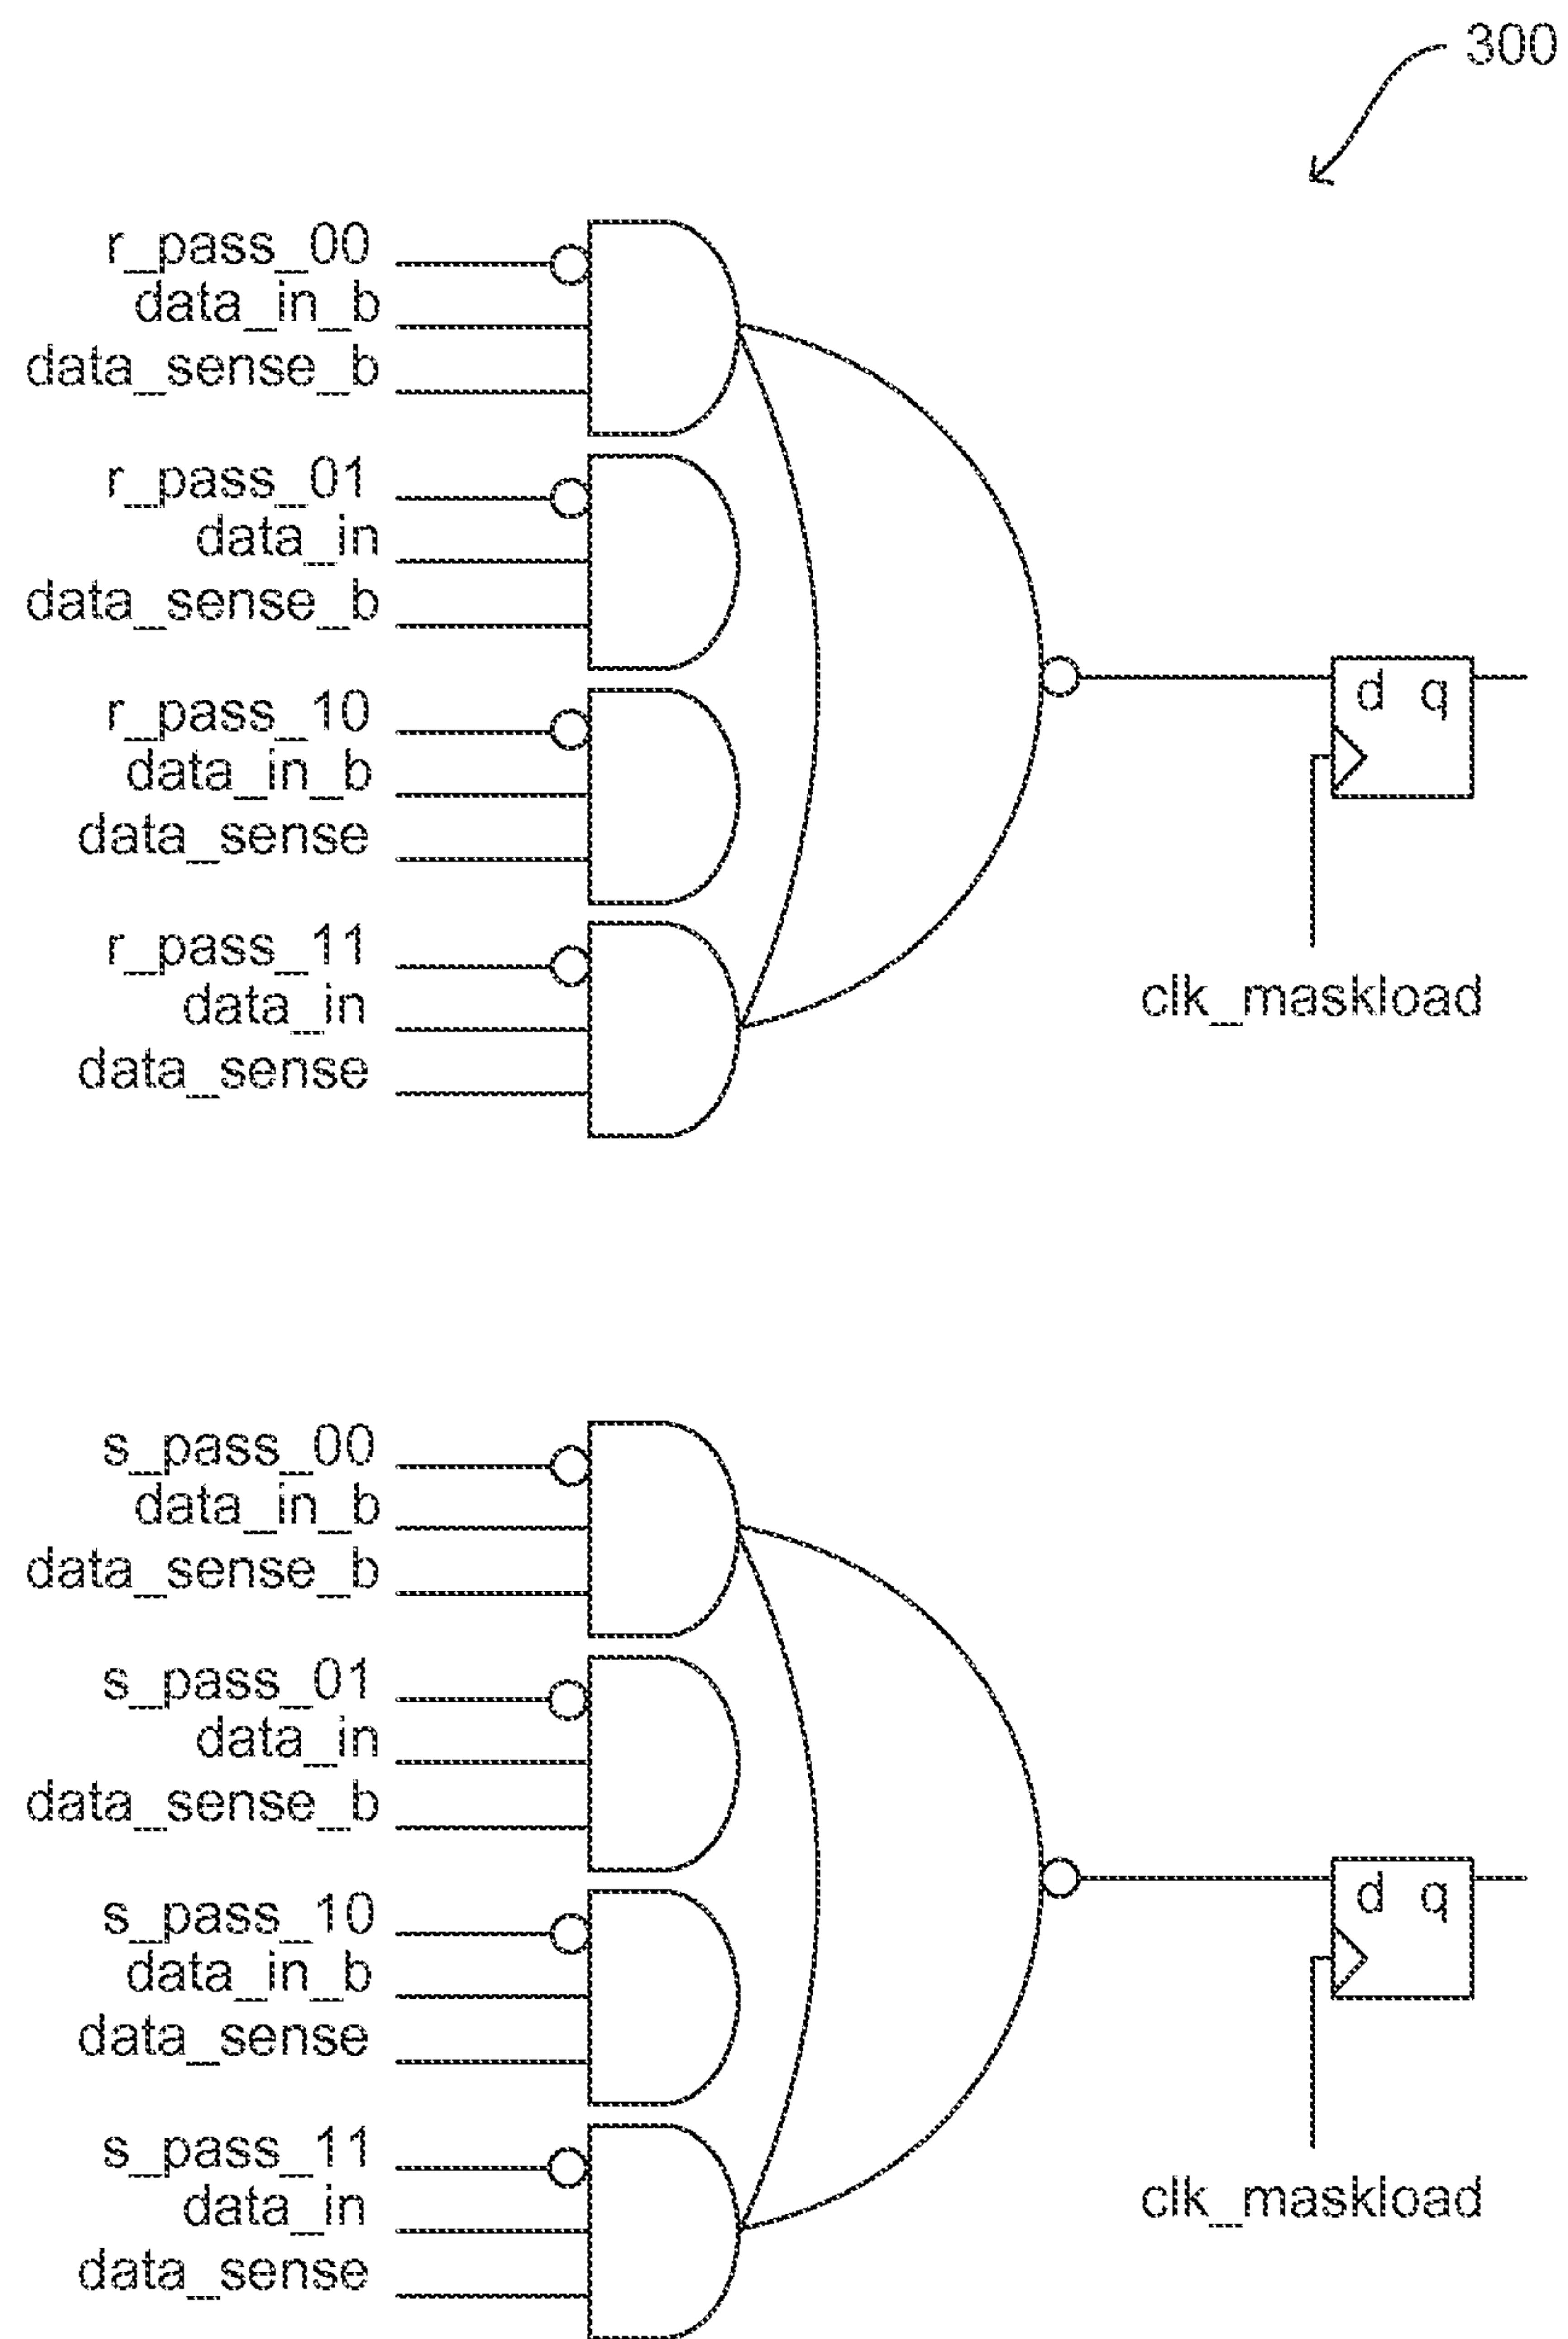 300
r_pass_00
data_in_b
data_sense_b
r_pass_01
data_in
data_sense_b
d q
r_pass_10
data_in_b
data_sense
r_pass_11
data_in
data_sense
clk_maskload
s_pass_00
data_in_b
data_sense_b
s_pass_01
data_in
data_sense_b
d q
s_pass_10
data_in_b
data_sense
s_pass_11
data_in
data_sense
clk_maskload